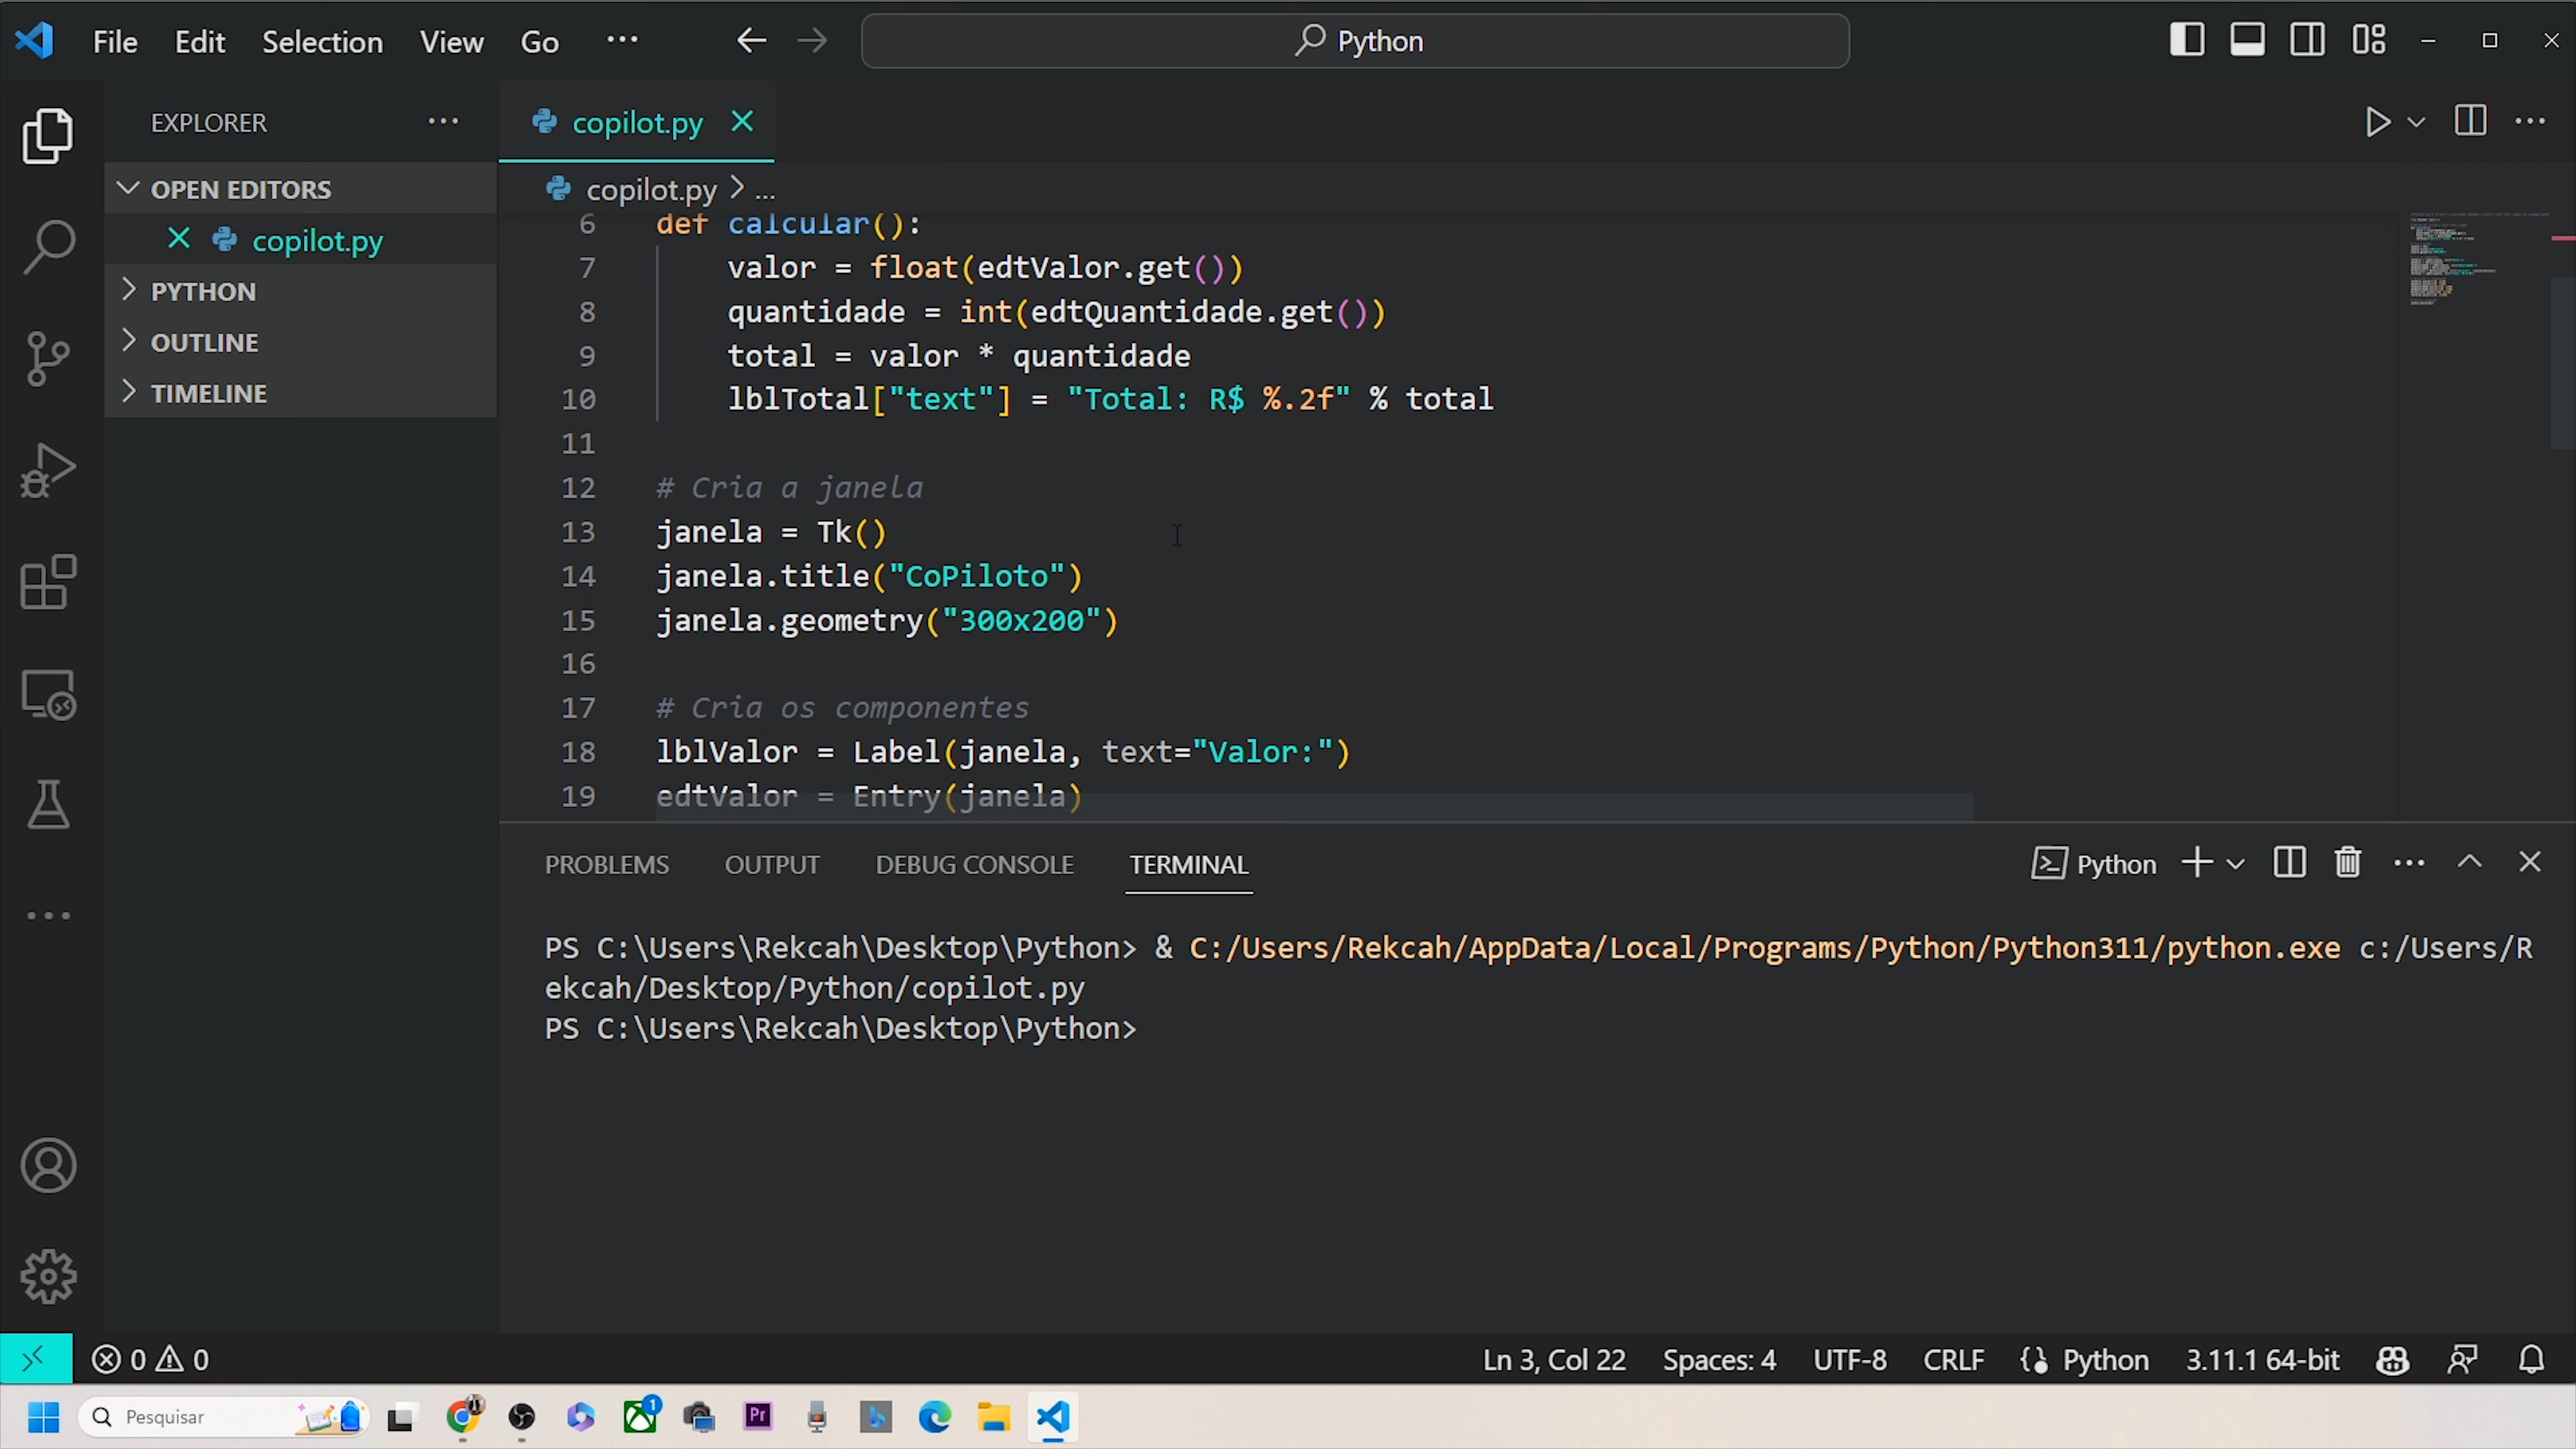 File Edit Selection View Go ··· Python
EXPLORER ···
OPEN EDITORS
copilot.py
PYTHON
OUTLINE
TIMELINE
copilot.py
copilot.py > ...
6 def calcular():
7 valor = float(edtValor.get())
8 quantidade = int(edtQuantidade.get())
9 total = valor * quantidade
10 lblTotal["text"] = "Total: R$ %.2f" % total
11
12 # Cria a janela
13 janela = Tk()
14 janela.title("CoPiloto")
15 janela.geometry("300x200")
16
17 # Cria os componentes
18 lblValor = Label(janela, text="Valor:")
19 edtValor = Entry(janela)
PROBLEMS OUTPUT DEBUG CONSOLE TERMINAL Python
PS C:\Users\Rekcah\Desktop\Python> & C:/Users/Rekcah/AppData/Local/Programs/Python/Python311/python.exe c:/Users/R
ekcah/Desktop/Python/copilot.py
PS C:\Users\Rekcah\Desktop\Python>
0 0 Ln 3, Col 22 Spaces: 4 UTF-8 CRLF Python 3.11.1 64-bit
Pesquisar 1 Pr